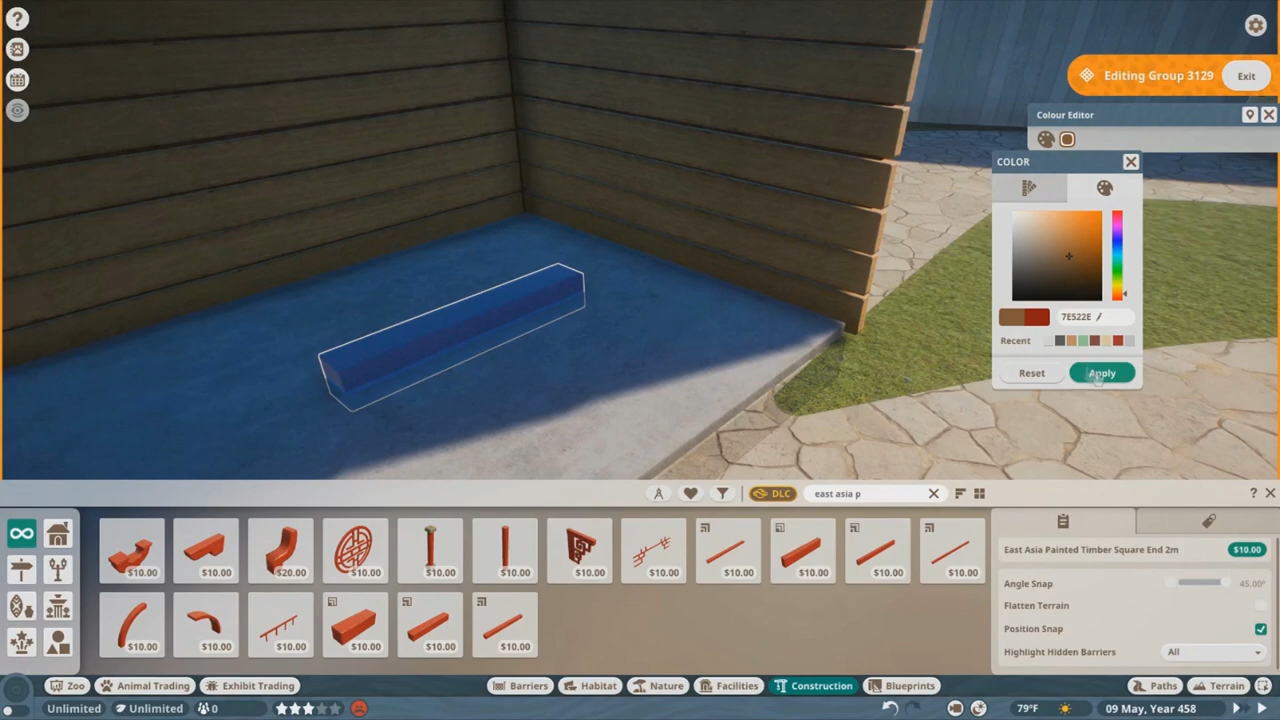 ?
Editing Group 3129 Exit
Colour Editor
COLOR
7E522E
Recent
Reset Apply
DLC east asia p
?
$10.00 $10.00 $20.00 $10.00 $10.00 $10.00 $10.00 $10.00 $10.00 $10.00 $10.00 $10.00
$10.00 $10.00 $10.00 $10.00 $10.00 $10.00
East Asia Painted Timber Square End 2m $10.00
Angle Snap 45.00°
Flatten Terrain
Position Snap
Highlight Hidden Barriers All
Zoo Animal Trading Exhibit Trading Barriers Habitat Nature Facilities Construction Blueprints Paths Terrain
Unlimited Unlimited 0 79°F 09 May, Year 458